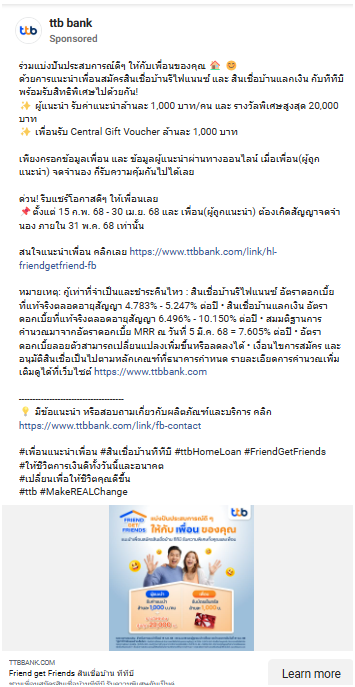 ttb bank
Sponsored
ttb
ร่วมแบ่งปันประสบการณ์ดีๆ ให้กับเพื่อนของคุณ 🏠 😊
ด้วยการแนะนำเพื่อนสมัครสินเชื่อบ้านรีไฟแนนซ์ และ สินเชื่อบ้านแลกเงิน กับทีทีบี
พร้อมรับสิทธิพิเศษไปด้วยกัน!
✨ ผู้แนะนำ รับค่าแนะนำล้านละ 1,000 บาท/คน และ รางวัลพิเศษสูงสุด 20,000
บาท
✨ เพื่อนรับ Central Gift Voucher ล้านละ 1,000 บาท
เพียงกรอกข้อมูลเพื่อน และ ข้อมูลผู้แนะนำผ่านทางออนไลน์ เมื่อเพื่อน(ผู้ถูก
แนะนำ) จดจำนอง ก็รับความคุ้มกันไปได้เลย
ด่วน! รีบแชร์โอกาสดีๆ ให้เพื่อนเลย
📌 ตั้งแต่ 15 ก.พ. 68 - 30 เม.ย. 68 และ เพื่อน(ผู้ถูกแนะนำ) ต้องเกิดสัญญาจดจำ
นอง ภายใน 31 พ.ค. 68 เท่านั้น
สนใจแนะนำเพื่อน คลิกเลย https://www.ttbbank.com/link/hl-
friendgetfriend-fb
หมายเหตุ: กู้เท่าที่จำเป็นและชำระคืนไหว : สินเชื่อบ้านรีไฟแนนซ์ อัตราดอกเบี้ย
ที่แท้จริงตลอดอายุสัญญา 4.783% - 5.247% ต่อปี • สินเชื่อบ้านแลกเงิน อัตรา
ดอกเบี้ยที่แท้จริงตลอดอายุสัญญา 6.496% - 10.150% ต่อปี • สมมติฐานการ
คำนวณมาจากอัตราดอกเบี้ย MRR ณ วันที่ 5 มี.ค. 68 = 7.605% ต่อปี • อัตรา
ดอกเบี้ยลอยตัวสามารถเปลี่ยนแปลงเพิ่มขึ้นหรือลดลงได้ • เงื่อนไขการสมัคร และ
อนุมัติสินเชื่อเป็นไปตามหลักเกณฑ์ที่ธนาคารกำหนด รายละเอียดการคำนวณเพิ่ม
เติมดูได้ที่เว็บไซต์ https://www.ttbbank.com
------------------------------------
💡 มีข้อแนะนำ หรือสอบถามเกี่ยวกับผลิตภัณฑ์และบริการ คลิก
https://www.ttbbank.com/link/fb-contact
#เพื่อนแนะนำเพื่อน #สินเชื่อบ้านทีทีบี #ttbHomeLoan #FriendGetFriends
#ให้ชีวิตการเงินดีทั้งวันนี้และอนาคต
#เปลี่ยนเพื่อให้ชีวิตคุณดีขึ้น
#ttb #MakeREALChange
FRIEND
GET
FRIENDS
ttb
แบ่งปันประสบการณ์ดี ๆ
ให้กับ เพื่อน ของคุณ
ผู้แนะนำ
เพื่อน
1,000
1,000
20,000
TTBBANK.COM
Friend get Friends สินเชื่อบ้าน ทีทีบี
Learn more